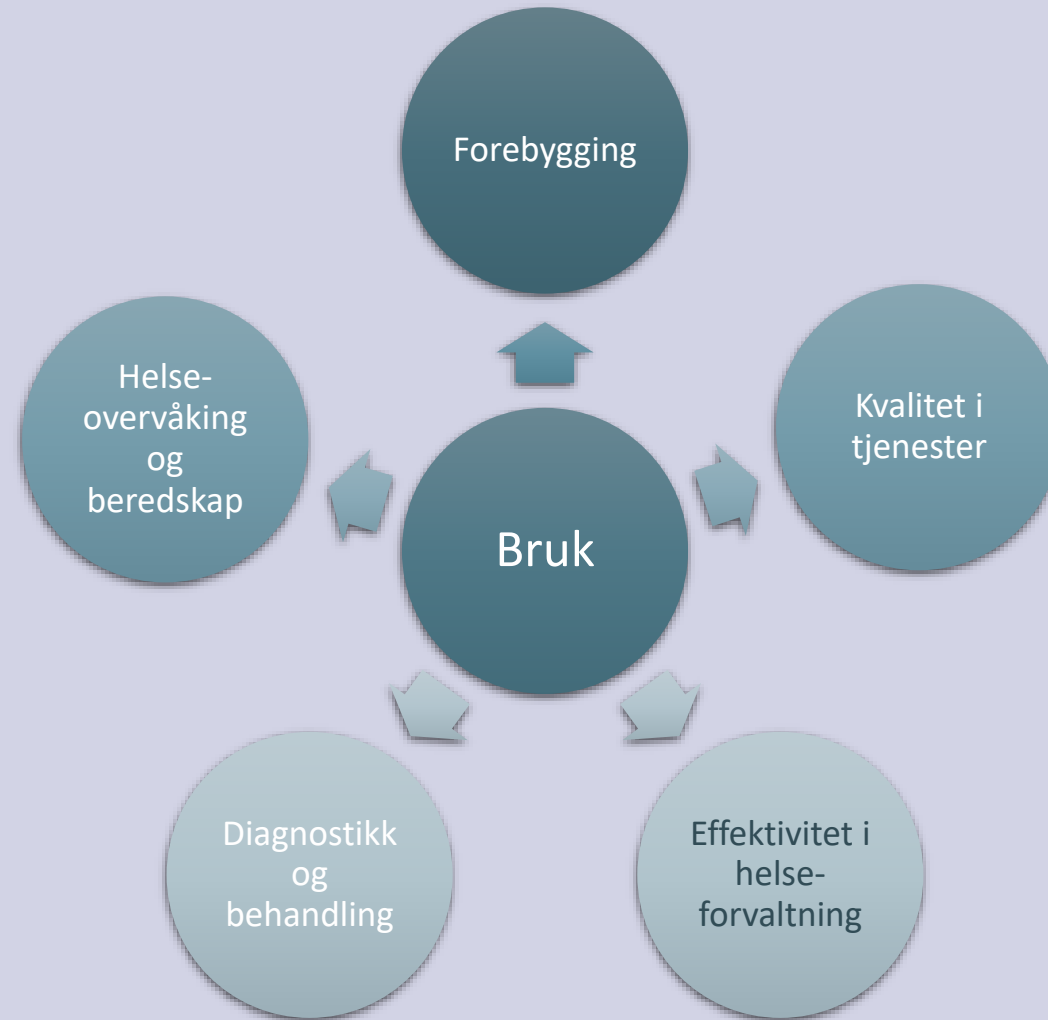 Forebygging
Helse-
overvåking
og
beredskap
Kvalitet i
tjenester
Bruk
Diagnostikk
og
behandling
Effektivitet i
helse-
forvaltning